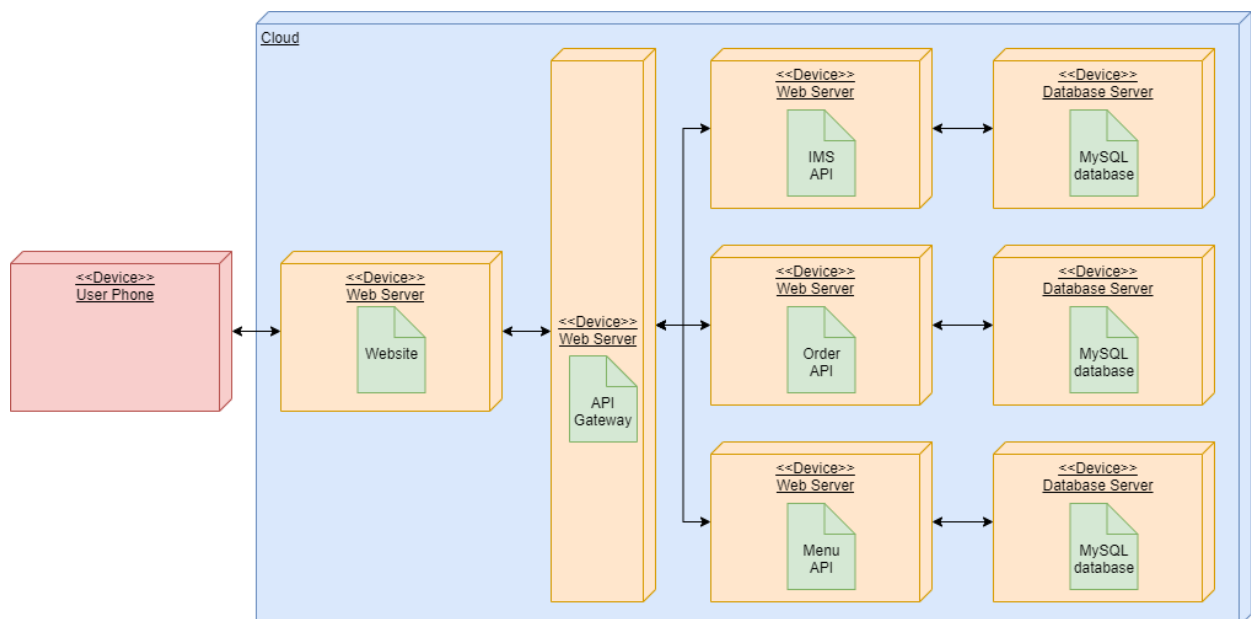 Cloud
<<Device>>
User Phone
<<Device>>
Web Server
Website
<<Device>>
Web Server
API
Gateway
<<Device>>
Web Server
IMS
API
<<Device>>
Database Server
MySQL
database
<<Device>>
Web Server
Order
API
<<Device>>
Database Server
MySQL
database
<<Device>>
Web Server
Menu
API
<<Device>>
Database Server
MySQL
database